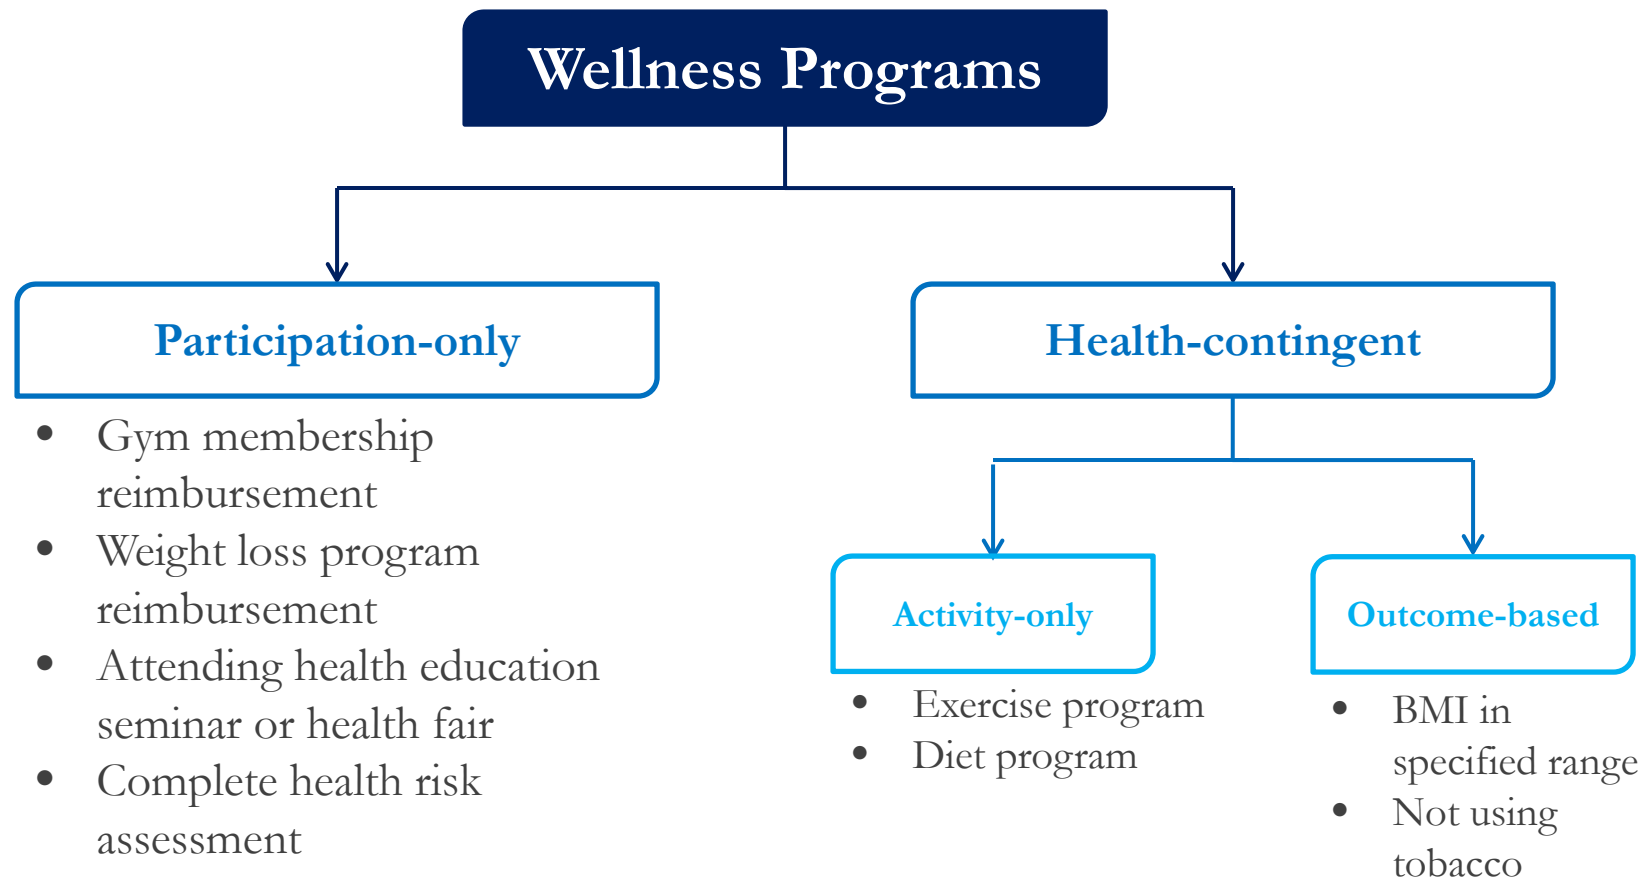 Wellness Programs
Participation-only
• Gym membership
reimbursement
• Weight loss program
reimbursement
• Attending health education
seminar or health fair
• Complete health risk
assessment
Health-contingent
Activity-only
• Exercise program
• Diet program
Outcome-based
• BMI in
specified range
• Not using
tobacco